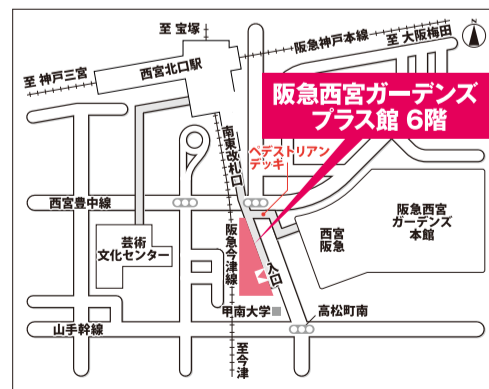 至 宝塚
阪急神戸本線
至 大阪梅田
至 神戸三宮
西宮北口駅
阪急西宮ガーデンズ
プラス館 6階
南東改札口
ペデストリアン
デッキ
西宮豊中線
芸術
文化センター
阪急今津線
入口
西宮
阪急
阪急西宮
ガーデンズ
本館
甲南大学
高松町南
山手幹線
至 今津